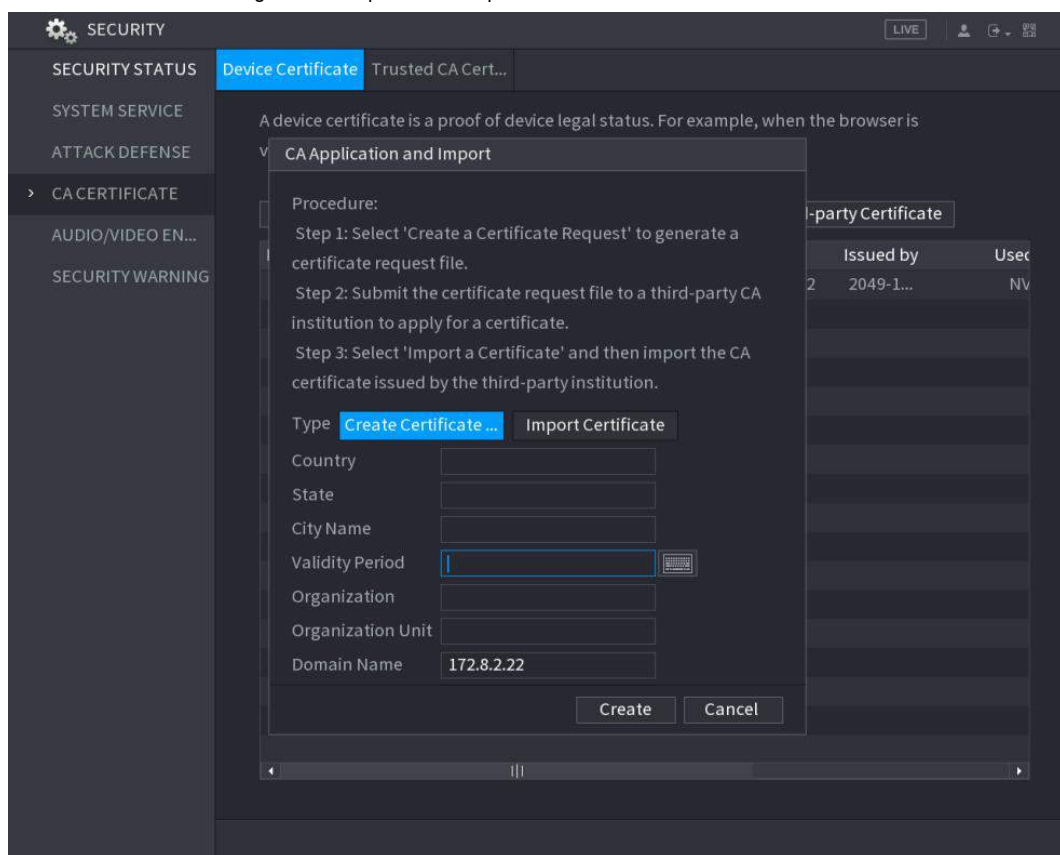 SECURITY
LIVE
SECURITY STATUS
Device Certificate
Trusted CA Cert...
SYSTEM SERVICE
A device certificate is a proof of device legal status. For example, when the browser is
ATTACK DEFENSE
CA Application and Import
CA CERTIFICATE
Procedure:
-party Certificate
Step 1: Select 'Create a Certificate Request' to generate a
certificate request file.
AUDIO/VIDEO EN...
Issued by
Used
SECURITY WARNING
Step 2: Submit the certificate request file to a third-party CA
institution to apply for a certificate.
2 2049-1...
NV
Step 3: Select 'Import a Certificate' and then import the CA
certificate issued by the third-party institution.
Type Create Certificate ... Import Certificate
Country
State
City Name
Validity Period
Organization
Organization Unit
Domain Name 172.8.2.22
Create Cancel